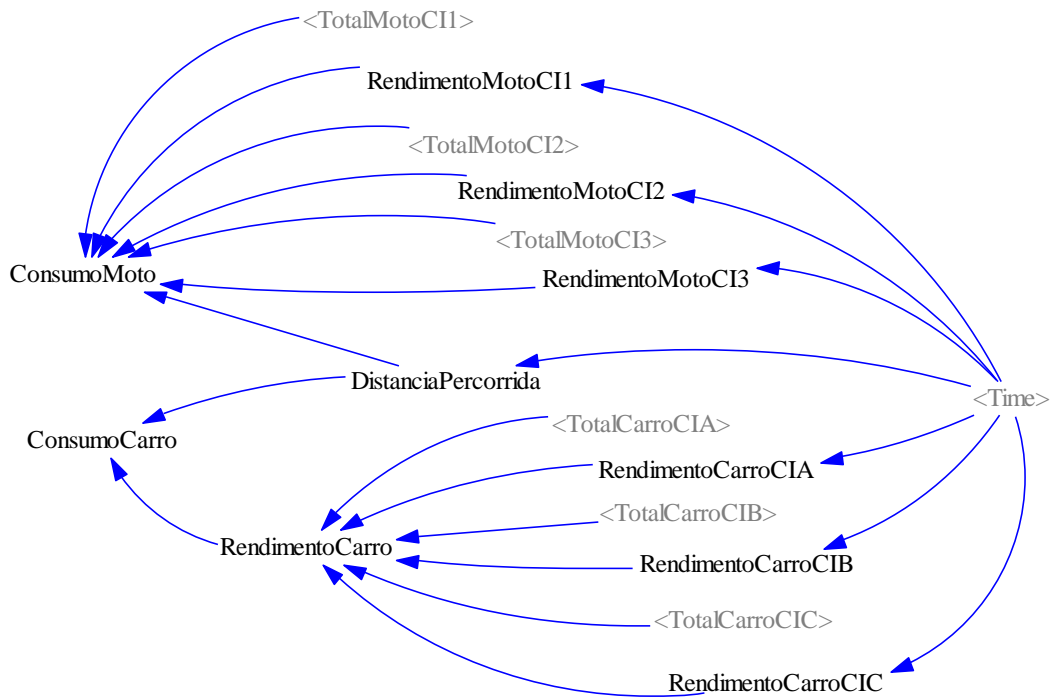 <TotalMotoCI1>
RendimentoMotoCI1
<TotalMotoCI2>
RendimentoMotoCI2
<TotalMotoCI3>
ConsumoMoto
RendimentoMotoCI3
DistanciaPercorrida
<Time>
<TotalCarroCIA>
ConsumoCarro
RendimentoCarroCIA
<TotalCarroCIB>
RendimentoCarro
RendimentoCarroCIB
<TotalCarroCIC>
RendimentoCarroCIC